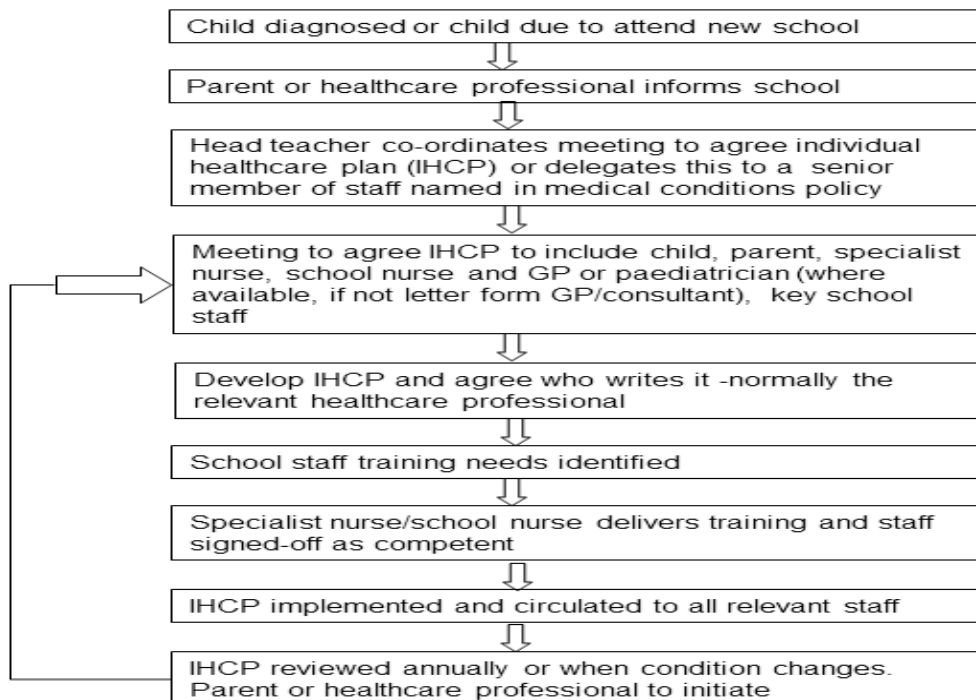 Child diagnosed or child due to attend new school
Parent or healthcare professional informs school
Head teacher co-ordinates meeting to agree individual
healthcare plan (IHCP) or delegates this to a senior
member of staff named in medical conditions policy
Meeting to agree IHCP to include child, parent, specialist
nurse, school nurse and GP or paediatrician (where
available, if not letter form GP/consultant), key school
staff
Develop IHCP and agree who writes it -normally the
relevant healthcare professional
School staff training needs identified
Specialist nurse/school nurse delivers training and staff
signed-off as competent
IHCP implemented and circulated to all relevant staff
IHCP reviewed annually or when condition changes.
Parent or healthcare professional to initiate